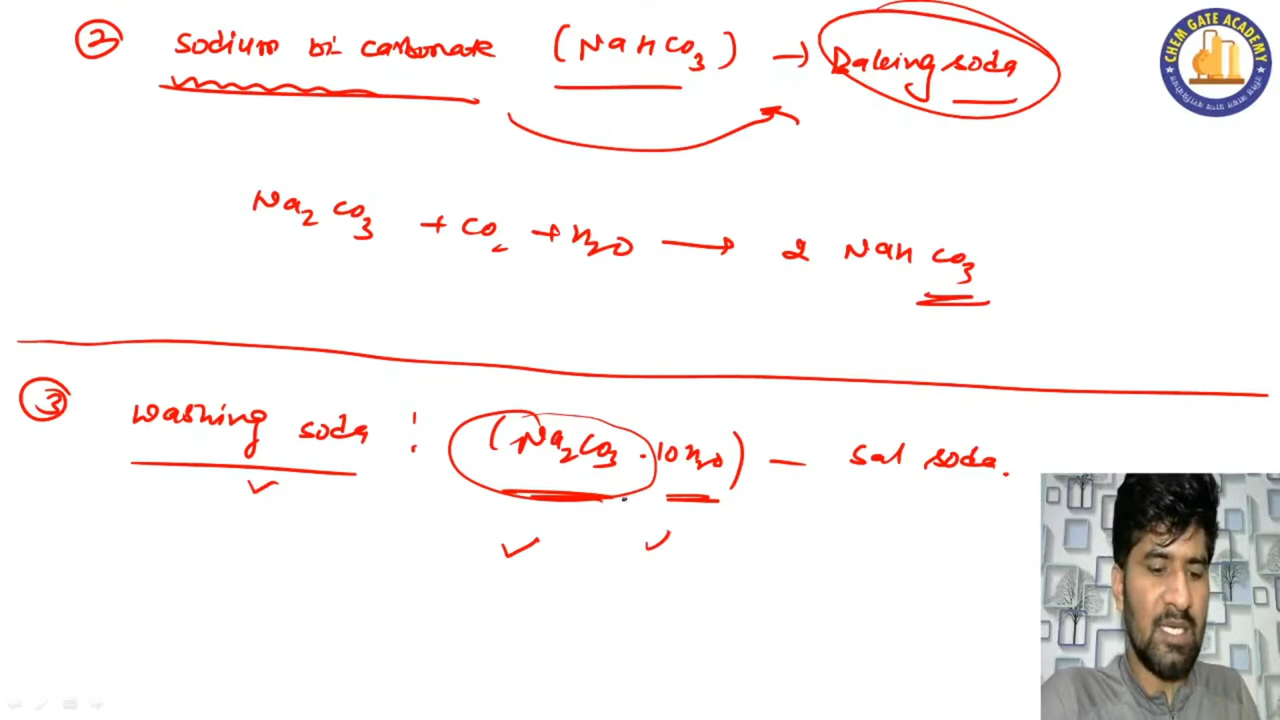 ② Sodium bi carbonate (NaHCO3) → Baking soda
Na2CO3 + CO2 + H2O → 2 NaHCO3
③ Washing soda : (Na2CO3 . 10H2O) — Sal soda.
CHEM GATE ACADEMY